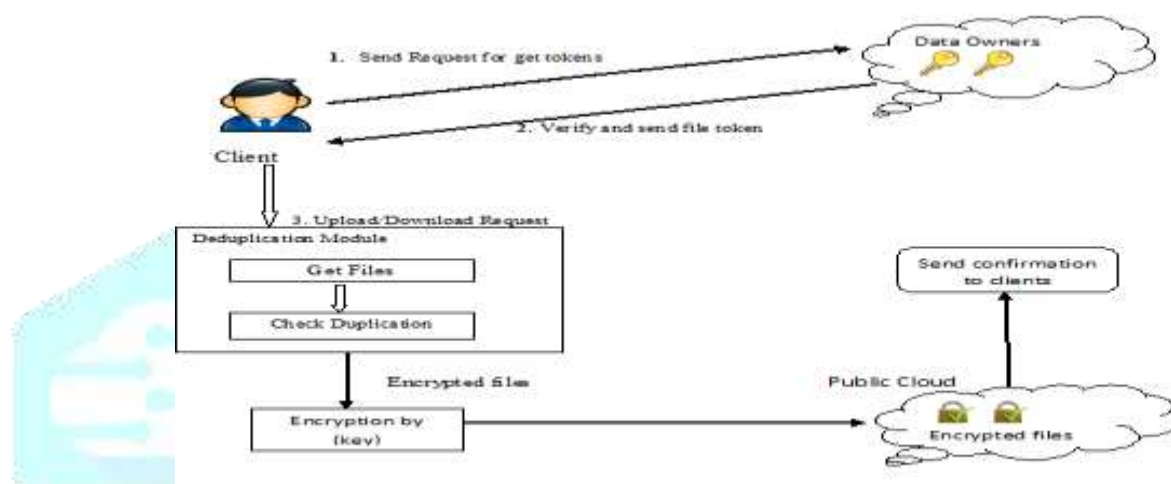 Data Owners
1. Send Request for get tokens
2. Verify and send file token
Client
3. Upload/Download Request
Deduplication Module
Get Files
Check Duplication
Send confirmation
to clients
Encrypted files
Public Cloud
Encryption by
(key)
Encrypted files